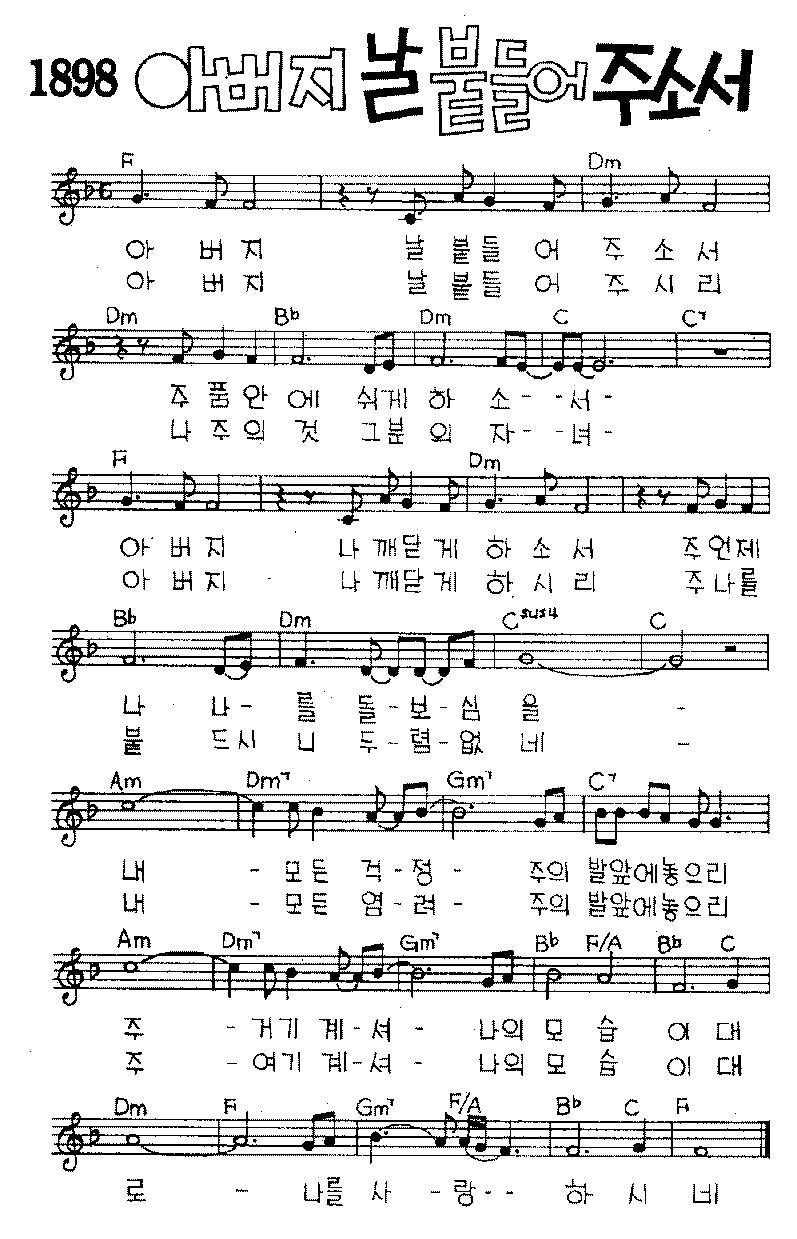 1898 아버지 날 붙들어 주소서
F Dm
아 버 지 날 붙들 어 주 소 서
아 버 지 날 붙들 어 주 시 리
Dm Bb Dm C C7
주 품 안 에 쉬게 하 소 - - 서 -
나 주의 것 그분 의 자 - - 녀 -
F Dm
아 버 지 나 깨닫 게 하 소 서 주언제
아 버 지 나 깨닫 게 하 시 리 주나를
Bb Dm Csus4 C
나 나 - 를 돌 - 보 - 심 을 -
붙 드시 니 두 - 렴 - 없 네 -
Am Dm7 Gm7 C7
내 - 모 든 걱 - 정 - 주의 발앞에놓으리
내 - 모 든 염 - 려 - 주의 발앞에놓으리
Am Dm7 Gm7 Bb F/A Bb C
주 - 거기 계 - 셔 - 나의 모 습 이 대
주 - 여기 계 - 셔 - 나의 모 습 이 대
Dm F Gm7 F/A Bb C F
로 - 나를 사 - 랑 - - 하 시 네